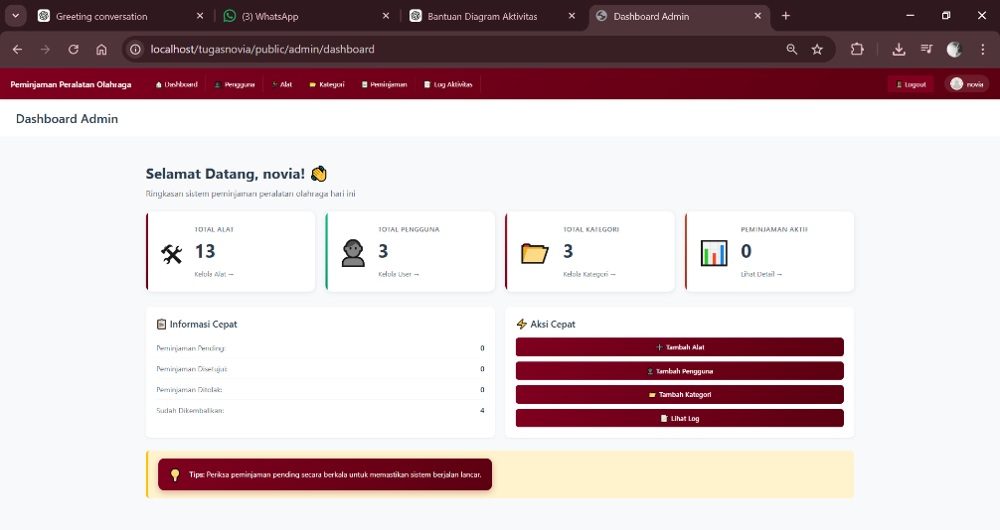 Greeting conversation
(3) WhatsApp
Bantuan Diagram Aktivitas
Dashboard Admin
localhost/tugasnovia/public/admin/dashboard
Peminjaman Peralatan Olahraga
Dashboard
Pengguna
Alat
Kategori
Peminjaman
Log Aktivitas
Logout
novia
Dashboard Admin
Selamat Datang, novia!
Ringkasan sistem peminjaman peralatan olahraga hari ini
TOTAL ALAT
13
Kelola Alat →
TOTAL PENGGUNA
3
Kelola User →
TOTAL KATEGORI
3
Kelola Kategori →
PEMINJAMAN AKTIF
0
Lihat Detail →
Informasi Cepat
Peminjaman Pending: 0
Peminjaman Disetujui: 0
Peminjaman Ditolak: 0
Sudah Dikembalikan: 4
Aksi Cepat
Tambah Alat
Tambah Pengguna
Tambah Kategori
Lihat Log
Tips: Periksa peminjaman pending secara berkala untuk memastikan sistem berjalan lancar.